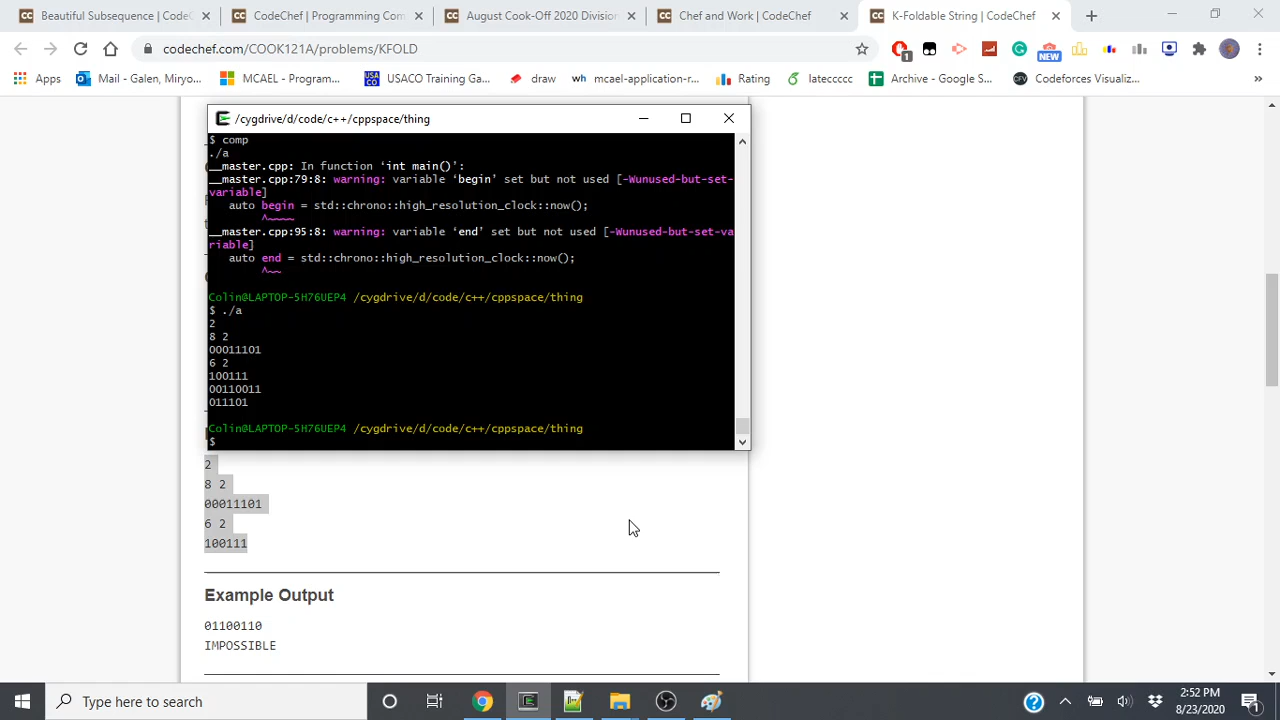 Beautiful Subsequence | CodeC
CodeChef | Programming Con
August Cook-Off 2020 Division
Chef and Work | CodeChef
K-Foldable String | CodeChef
codechef.com/COOK121A/problems/KFOLD
1
NEW
Apps
Mail - Galen, Miryo...
MCAEL - Program...
USACO Training Ga...
draw
mcael-application-r...
Rating
lateccccc
Archive - Google S...
Codeforces Visualiz...
/cygdrive/d/code/c++/cppspace/thing
$ comp
./a
__master.cpp: In function ‘int main()’:
__master.cpp:79:8: warning: variable ‘begin’ set but not used [-Wunused-but-set-
variable]
auto begin = std::chrono::high_resolution_clock::now();
^~~~~
__master.cpp:95:8: warning: variable ‘end’ set but not used [-Wunused-but-set-va
riable]
auto end = std::chrono::high_resolution_clock::now();
^~~
Colin@LAPTOP-5H76UEP4 /cygdrive/d/code/c++/cppspace/thing
$ ./a
2
8 2
00011101
6 2
100111
00110011
011101
Colin@LAPTOP-5H76UEP4 /cygdrive/d/code/c++/cppspace/thing
$
2
8 2
00011101
6 2
100111
Example Output
01100110
IMPOSSIBLE
Type here to search
2:52 PM
8/23/2020
1